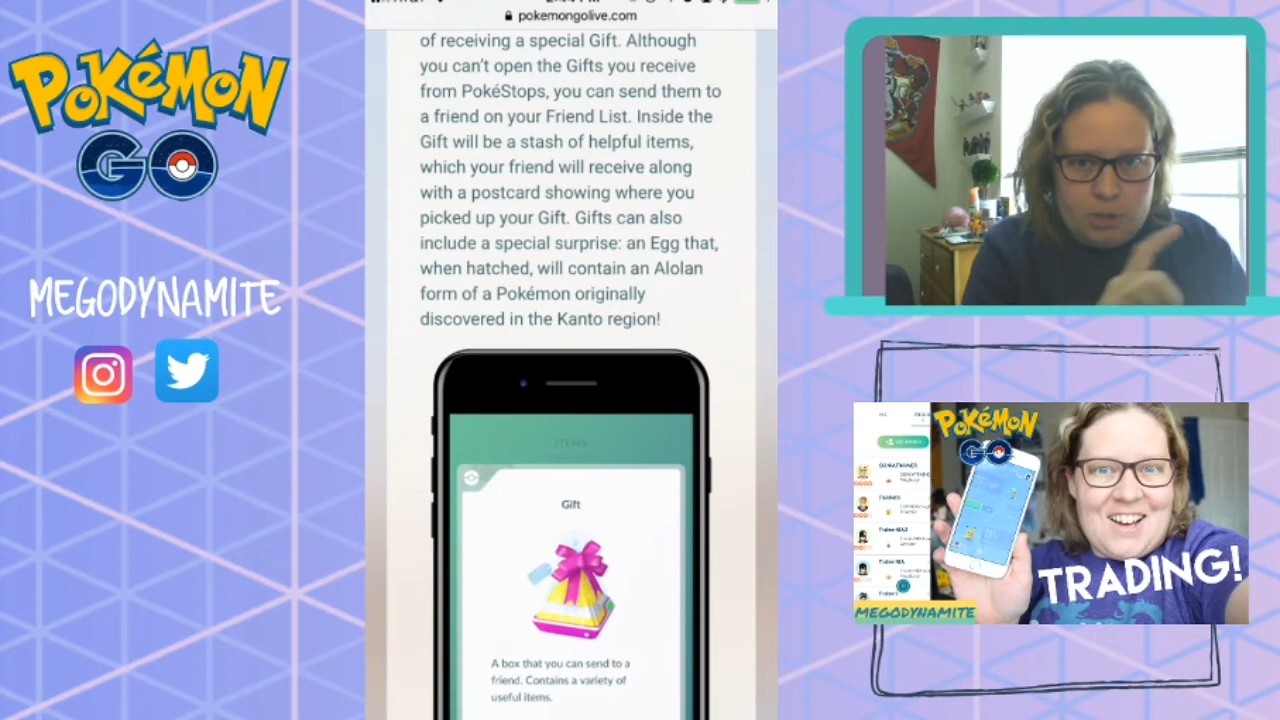 POKÉMON
GO
MEGODYNAMITE
pokemongolive.com
of receiving a special Gift. Although
you can't open the Gifts you receive
from PokéStops, you can send them to
a friend on your Friend List. Inside the
Gift will be a stash of helpful items,
which your friend will receive along
with a postcard showing where you
picked up your Gift. Gifts can also
include a special surprise: an Egg that,
when hatched, will contain an Alolan
form of a Pokémon originally
discovered in the Kanto region!
ITEMS
Gift
A box that you can send to a
friend. Contains a variety of
useful items.
POKÉMON
GO
TRADING!
MEGODYNAMITE